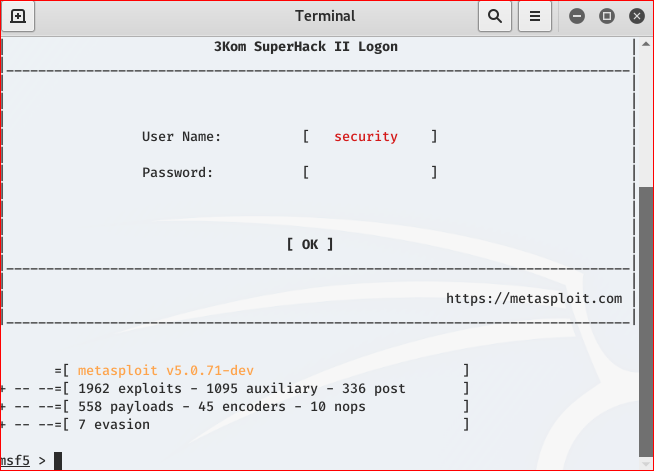 Terminal
3Kom SuperHack II Logon
User Name: [ security ]
Password: [ ]
[ OK ]
https://metasploit.com
=[ metasploit v5.0.71-dev ]
+ -- --=[ 1962 exploits - 1095 auxiliary - 336 post ]
+ -- --=[ 558 payloads - 45 encoders - 10 nops ]
+ -- --=[ 7 evasion ]
msf5 >